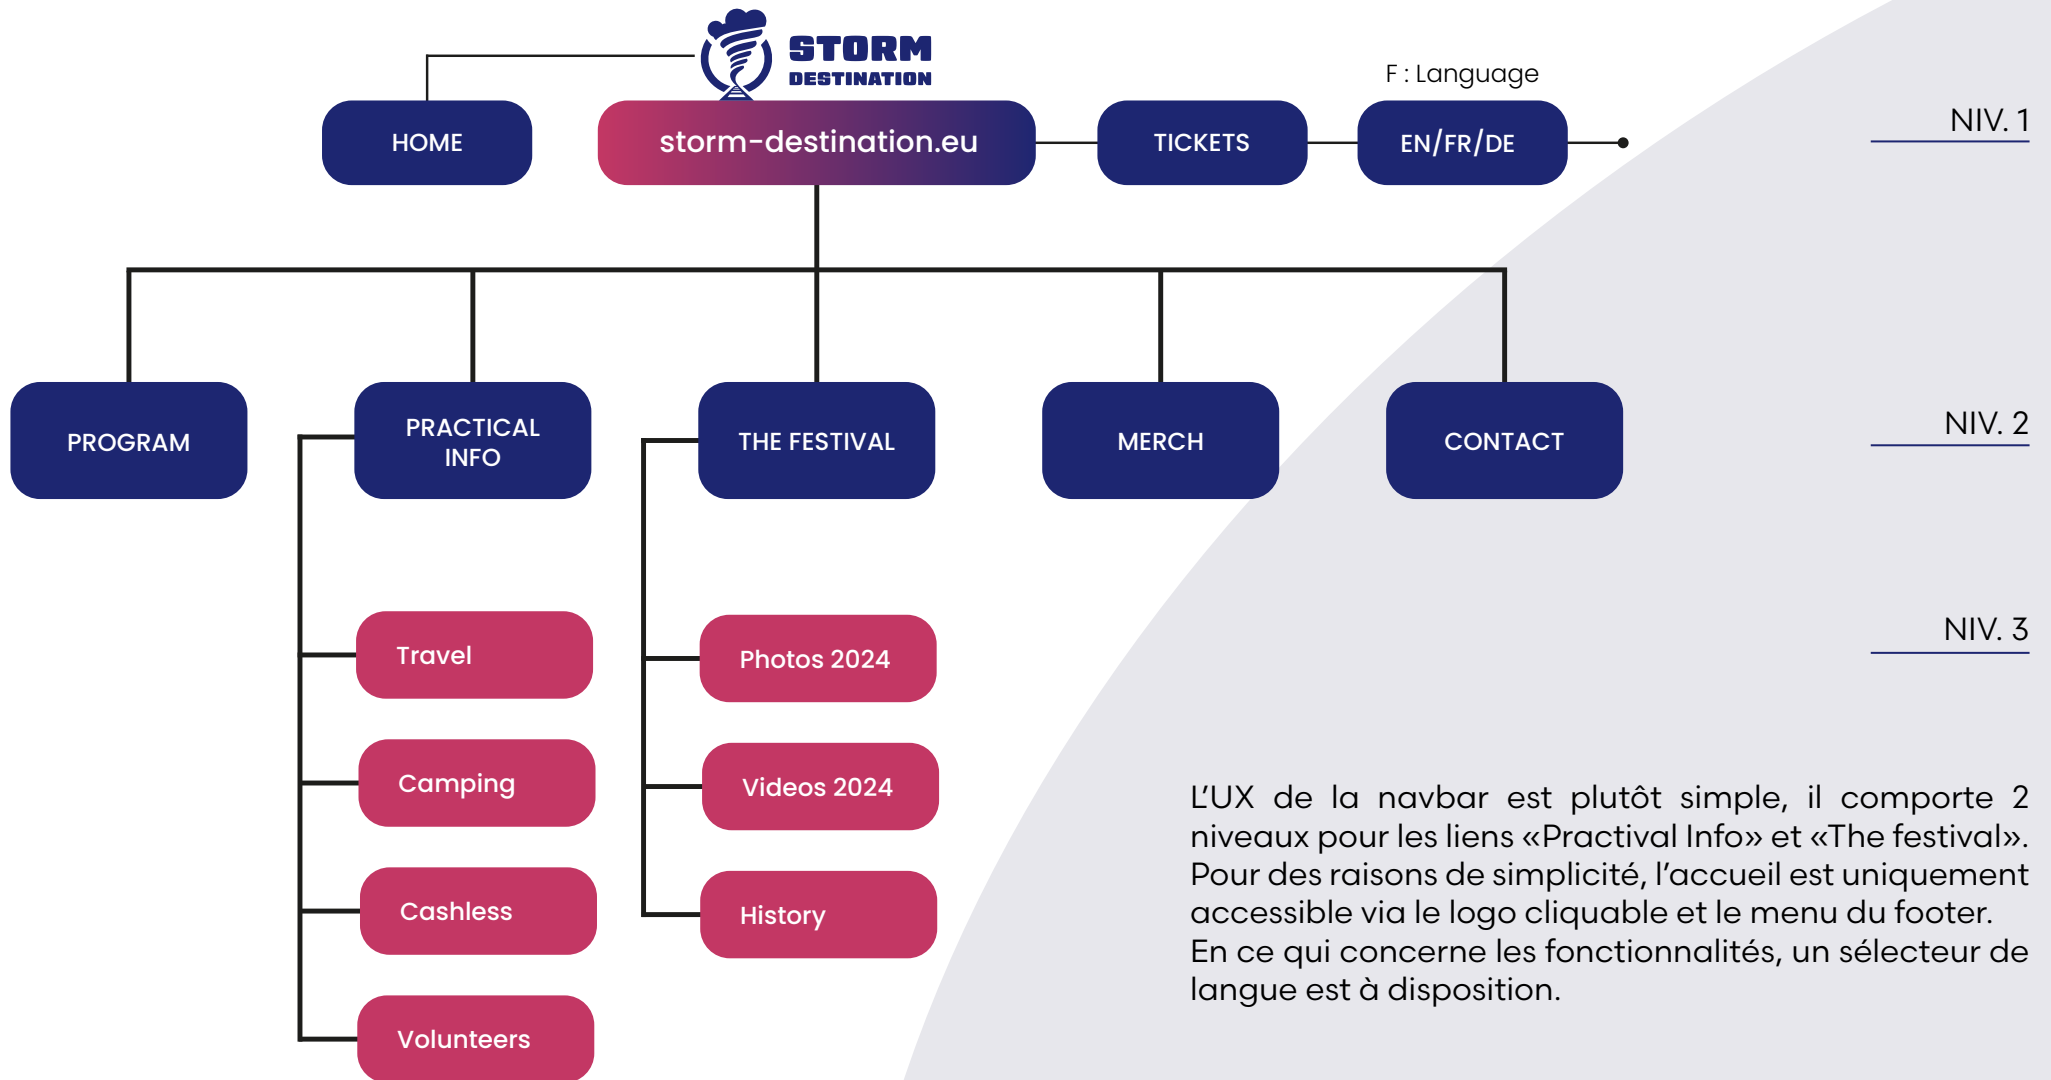 STORM
DESTINATION
F : Language
HOME
storm-destination.eu
TICKETS
EN/FR/DE
NIV. 1
PROGRAM
PRACTICAL
INFO
THE FESTIVAL
MERCH
CONTACT
NIV. 2
NIV. 3
Travel
Camping
Cashless
Volunteers
Photos 2024
Videos 2024
History
L’UX de la navbar est plutôt simple, il comporte 2
niveaux pour les liens «Practival Info» et «The festival».
Pour des raisons de simplicité, l’accueil est uniquement
accessible via le logo cliquable et le menu du footer.
En ce qui concerne les fonctionnalités, un sélecteur de
langue est à disposition.